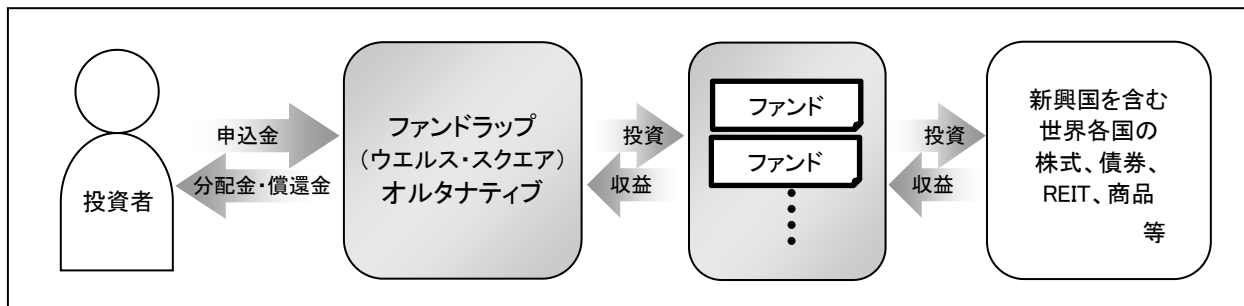 投資者
申込金
分配金・償還金
ファンドラップ
（ウエルス・スクエア）
オルタナティブ
投資
収益
ファンド
ファンド
投資
収益
新興国を含む
世界各国の
株式、債券、
REIT、商品
等